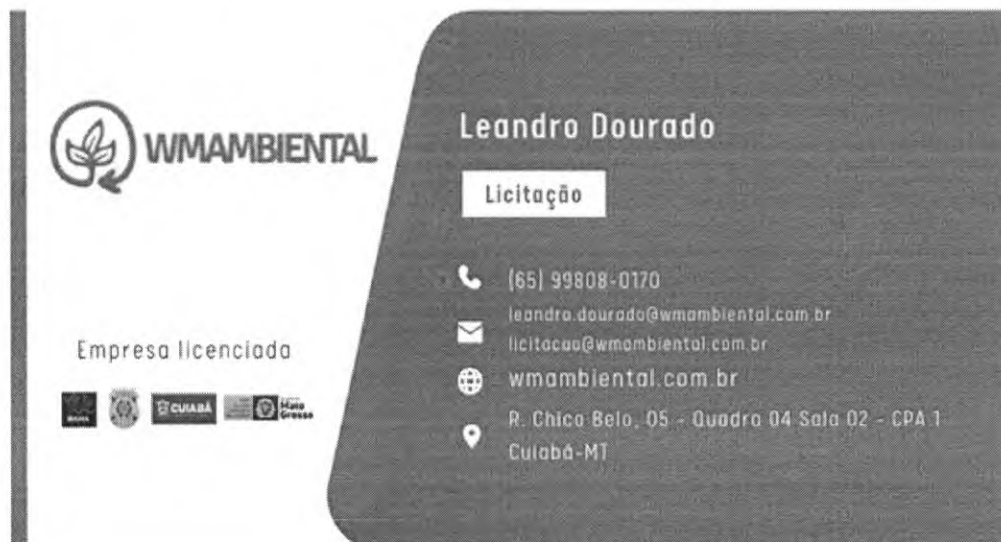 WMAMBIENTAL
Empresa licenciada
CUIABÁ
Mato
Grosso
Leandro Dourado
Licitação
(65) 99808-0170
leandro.dourado@wmambiental.com.br
licitacao@wmambiental.com.br
wmambiental.com.br
R. Chico Belo, 05 - Quadra 04 Sala 02 - CPA 1
Cuiabá-MT